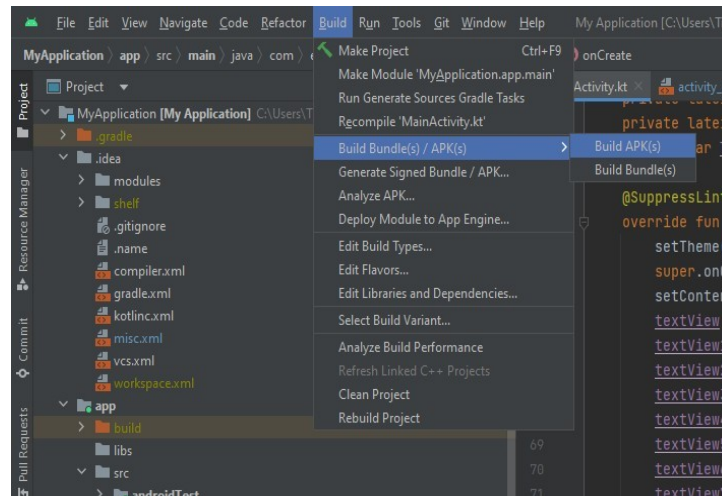 File Edit View Navigate Code Refactor Build Run Tools Git Window Help My Application [C:\Users\T
MyApplication app src main java com onCreate
Project
Activity.kt
activity_
MyApplication [My Application] C:\Users\T
.gradle
.idea
modules
shelf
.gitignore
.name
compiler.xml
gradle.xml
kotlinc.xml
misc.xml
vcs.xml
workspace.xml
app
build
libs
src
androidTest
Project
Resource Manager
Commit
Pull Requests
Make Project Ctrl+F9
Make Module 'MyApplication.app.main'
Run Generate Sources Gradle Tasks
Recompile 'MainActivity.kt'
Build Bundle(s) / APK(s)
Generate Signed Bundle / APK...
Analyze APK...
Deploy Module to App Engine...
Edit Build Types...
Edit Flavors...
Edit Libraries and Dependencies...
Select Build Variant...
Analyze Build Performance
Refresh Linked C++ Projects
Clean Project
Rebuild Project
Build APK(s)
Build Bundle(s)
private late
@SuppressLin
override fun
setTheme
super.on
setConte
textView
textView
textView
textView
textView
69 textView
70 textView
71 textView